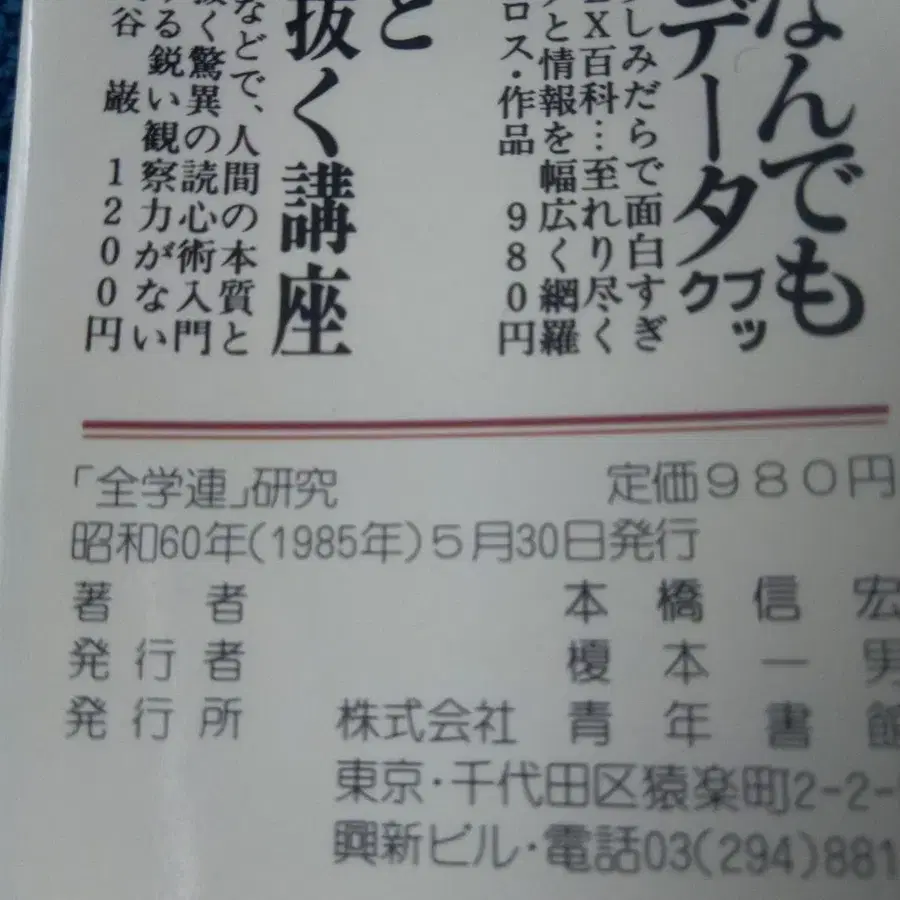 なんでも
データブック
しみだらで面白すぎ
X百科…至れり尽く
と情報を幅広く網羅
ロス・作品 980円
と
抜く講座
などで、人間の本質と
抜く驚異の読心術入門
る鋭い観察力がない
谷 巌 1200円
「全学連」研究 定価980円
昭和60年(1985年)5月30日発行
著者 本橋信宏
発行者 榎本一男
発行所 株式会社 青年書館
東京・千代田区猿楽町2-2-
興新ビル・電話03(294)881